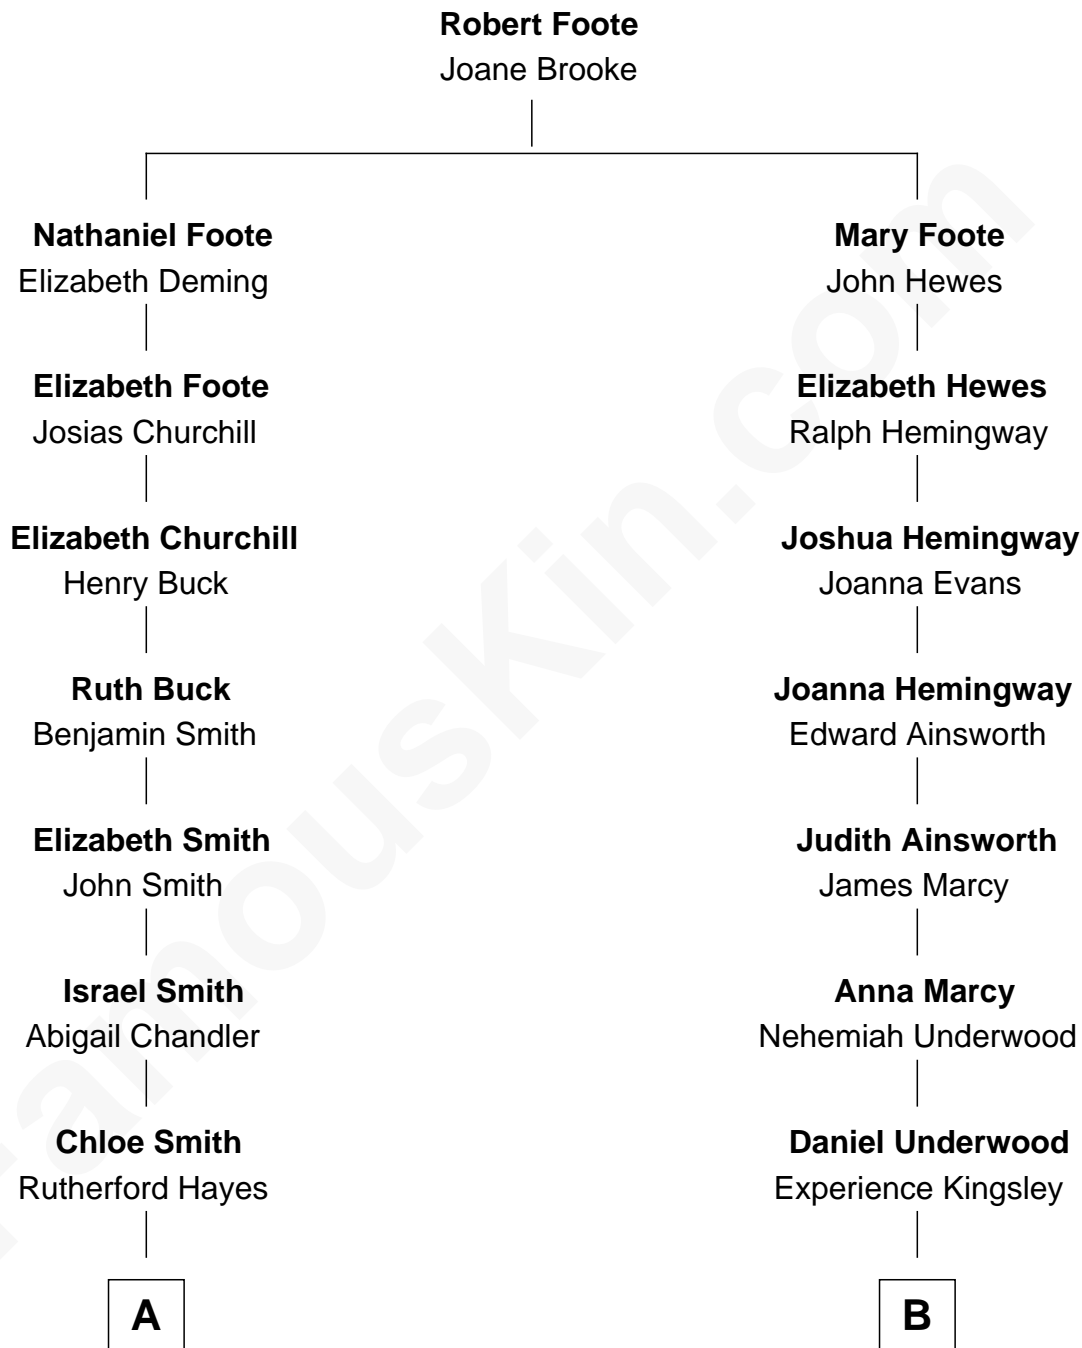 Robert Foote
Joane Brooke
Nathaniel Foote
Elizabeth Deming
Mary Foote
John Hewes
Elizabeth Foote
Josias Churchill
Elizabeth Hewes
Ralph Hemingway
Elizabeth Churchill
Henry Buck
Joshua Hemingway
Joanna Evans
Ruth Buck
Benjamin Smith
Joanna Hemingway
Edward Ainsworth
Elizabeth Smith
John Smith
Judith Ainsworth
James Marcy
Israel Smith
Abigail Chandler
Anna Marcy
Nehemiah Underwood
Chloe Smith
Rutherford Hayes
Daniel Underwood
Experience Kingsley
A
B
FamousKin.com